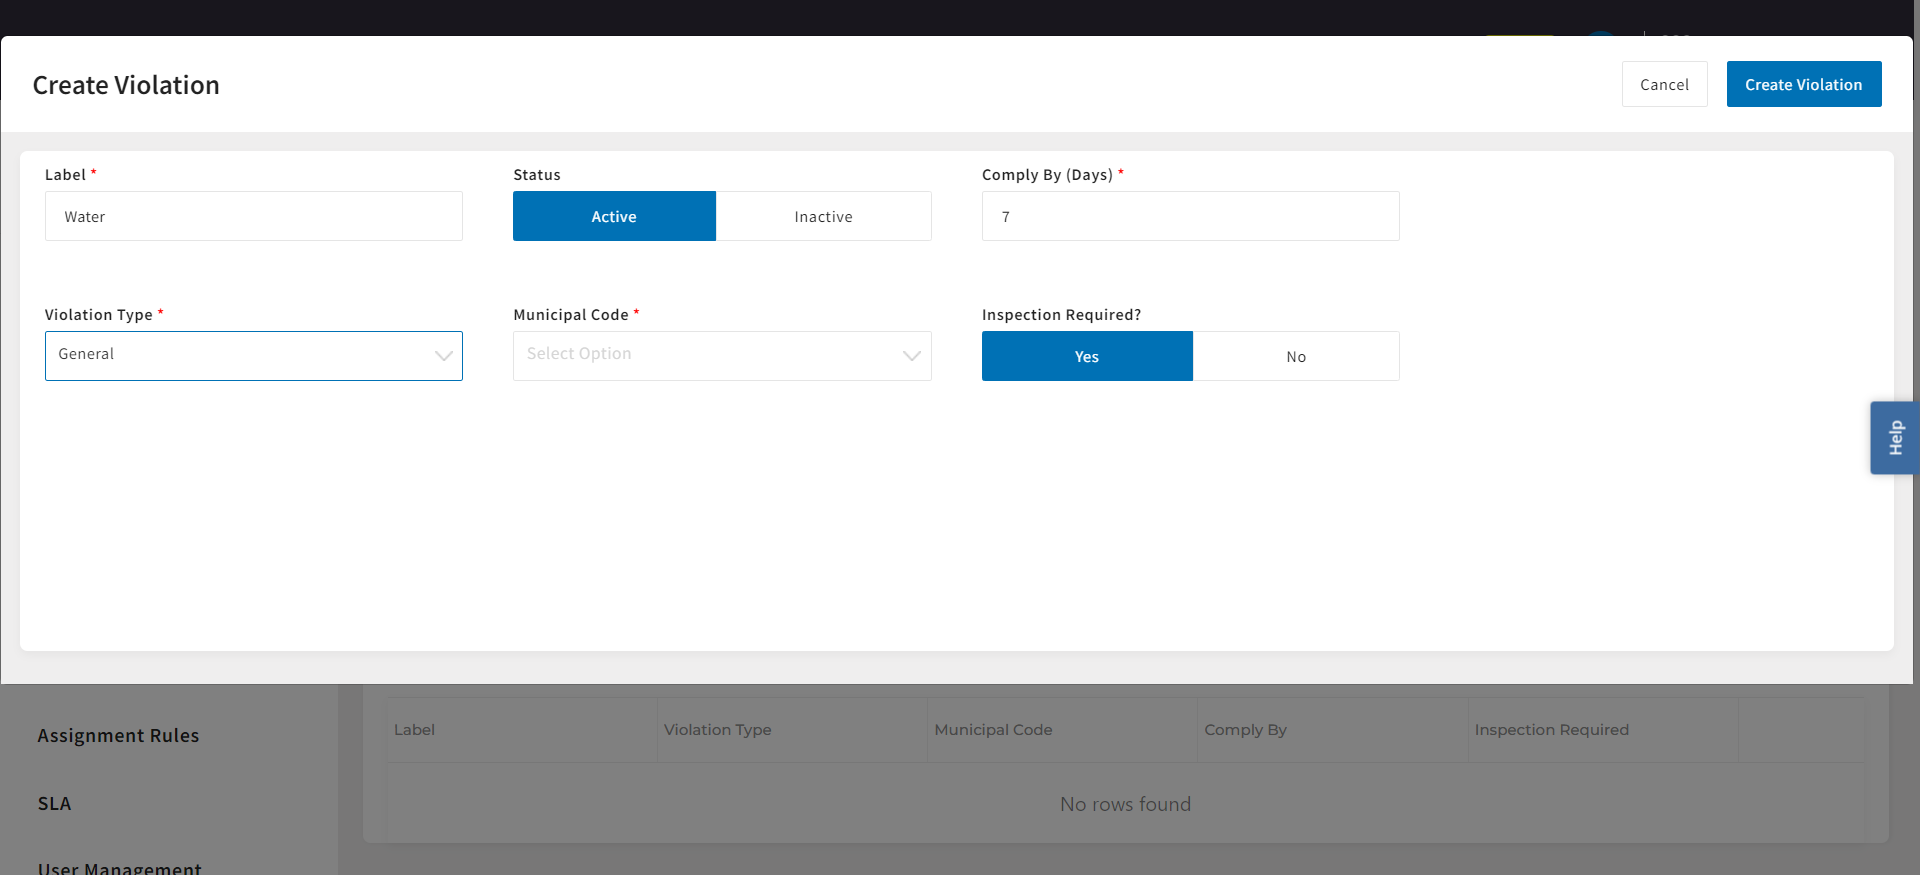 Create Violation
Cancel
Create Violation
Label *
Status
Comply By (Days) *
Water
Active
Inactive
7
Violation Type *
Municipal Code *
Inspection Required?
General
Select Option
Yes
No
Help
Assignment Rules
SLA
User Management
Label
Violation Type
Municipal Code
Comply By
Inspection Required
No rows found